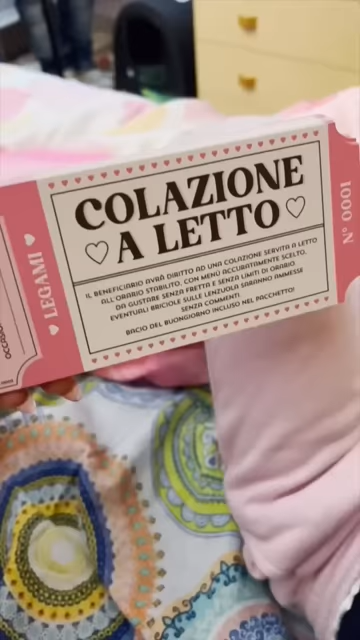 COLAZIONE
A LETTO
IL BENEFICIARIO AVRÀ DIRITTO AD UNA COLAZIONE SERVITA A LETTO
ALL'ORARIO STABILITO, CON MENÙ ACCURATAMENTE SCELTO,
DA GUSTARE SENZA FRETTA E SENZA LIMITI DI ORARIO
EVENTUALI BRICIOLE SULLE LENZUOLA SARANNO AMMESSE
SENZA COMMENTI
BACIO DEL BUONGIORNO INCLUSO NEL PACCHETTO!
LEGAMI
N° 0001